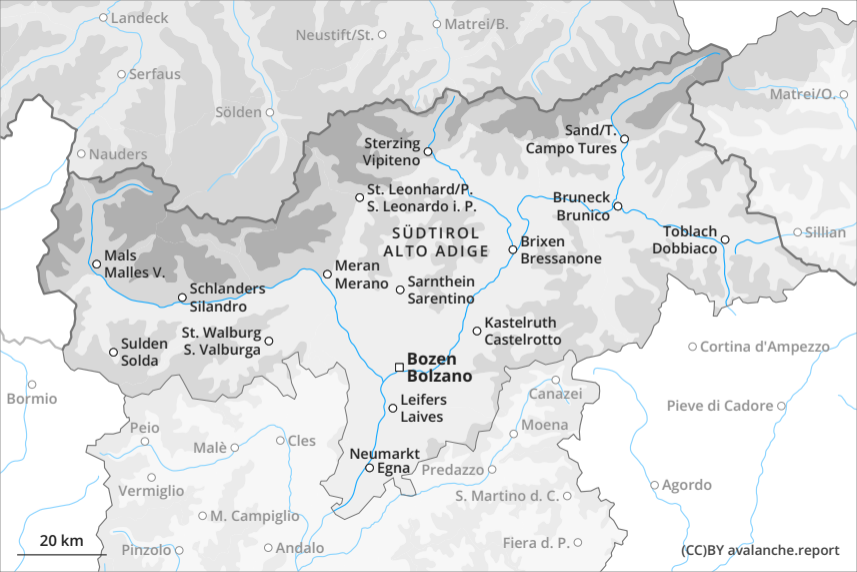 Landeck
Matrei/B.
Neustift/St.
Serfaus
Matrei/O.
Sölden
Sand/T.
Campo Tures
Sterzing
Vipiteno
Nauders
St. Leonhard/P.
S. Leonardo i. P.
Bruneck
Brunico
SÜDTIROL
ALTO ADIGE
Toblach
Dobbiaco
Sillian
Brixen
Bressanone
Mals
Malles V.
Meran
Merano
Sarnthein
Sarentino
Schlanders
Silandro
Kastelruth
Castelrotto
St. Walburg
S. Valburga
Sulden
Solda
Cortina d'Ampezzo
Bozen
Bolzano
Bormio
Canazei
Leifers
Laives
Pieve di Cadore
Moena
Peio
Cles
Malè
Neumarkt
Egna
Predazzo
Agordo
Vermiglio
S. Martino d. C.
M. Campiglio
20 km
Pinzolo
Andalo
Fiera d. P.
(CC)BY avalanche.report